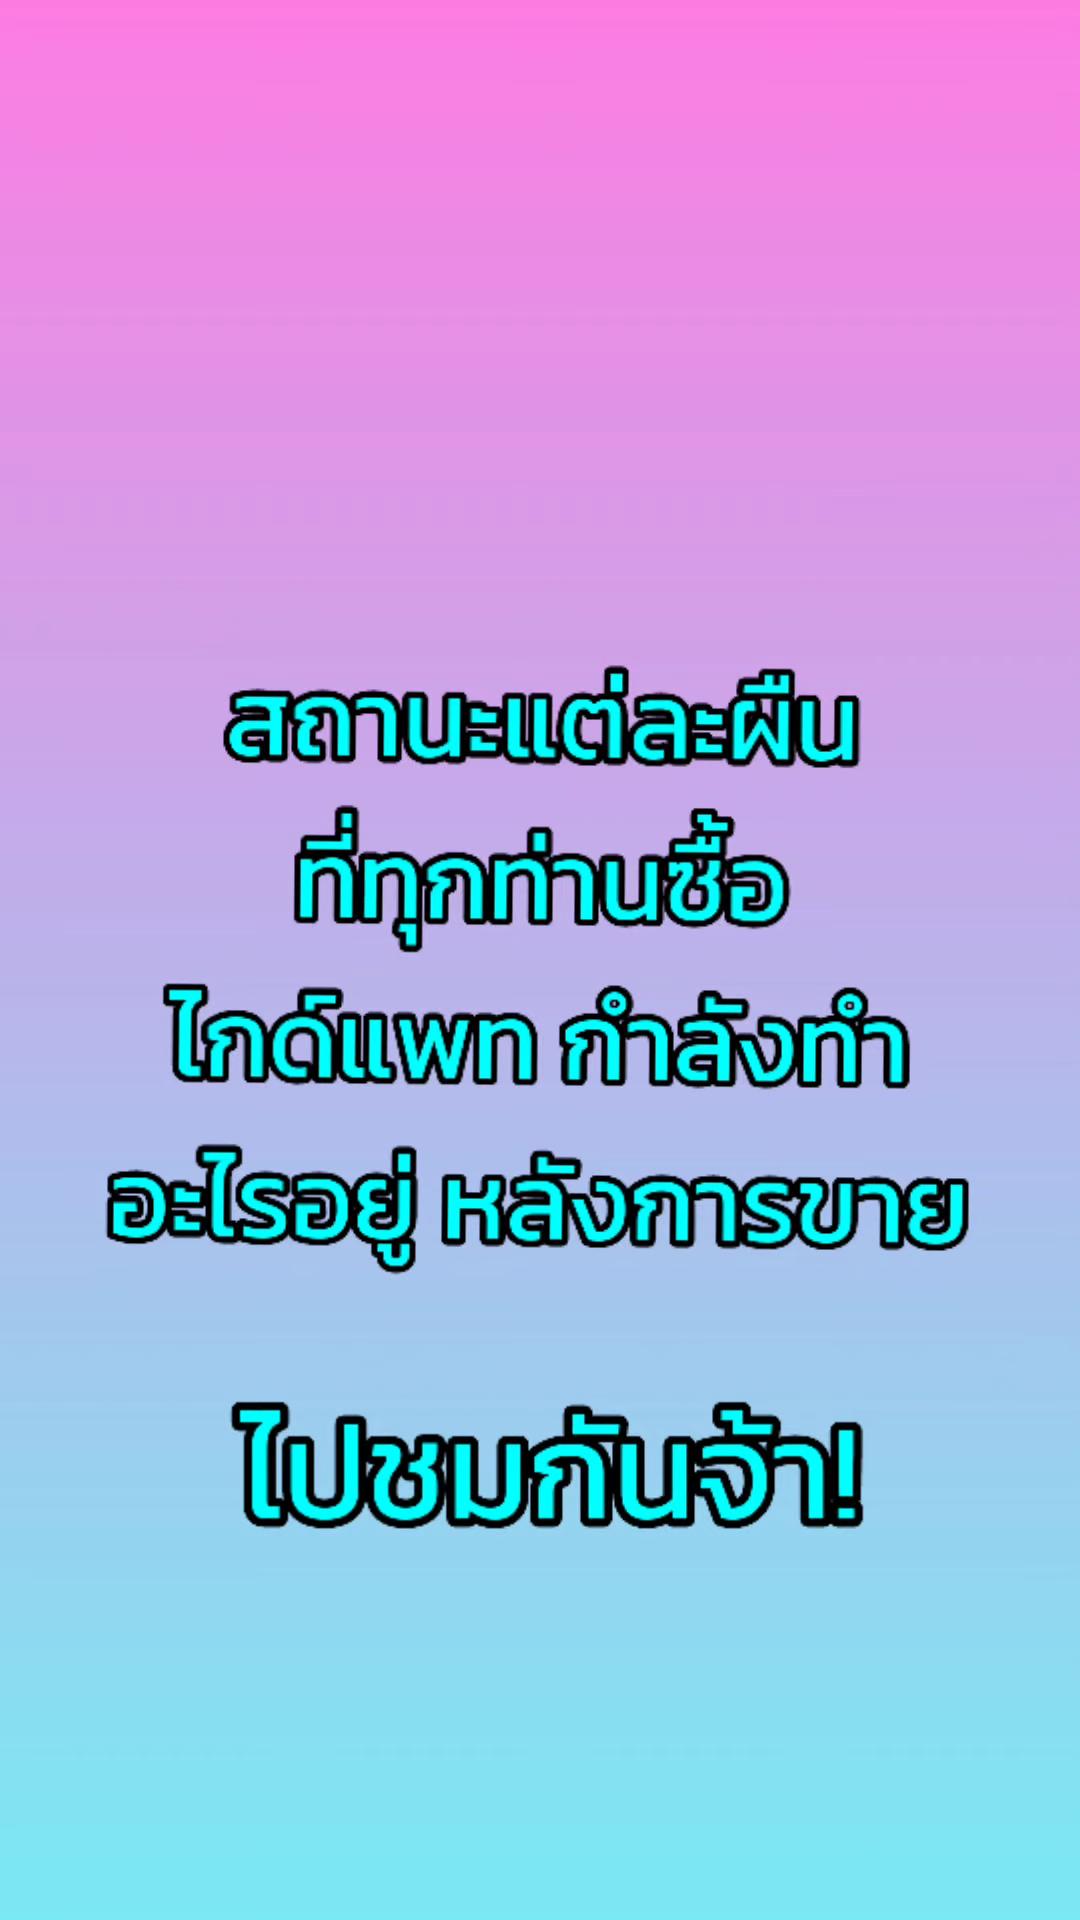 สถานะแต่ละผืน
ที่ทุกท่านซื้อ
ไกด์แพท กำลังทำ
อะไรอยู่ หลังการขาย
ไปชมกันจ้า!